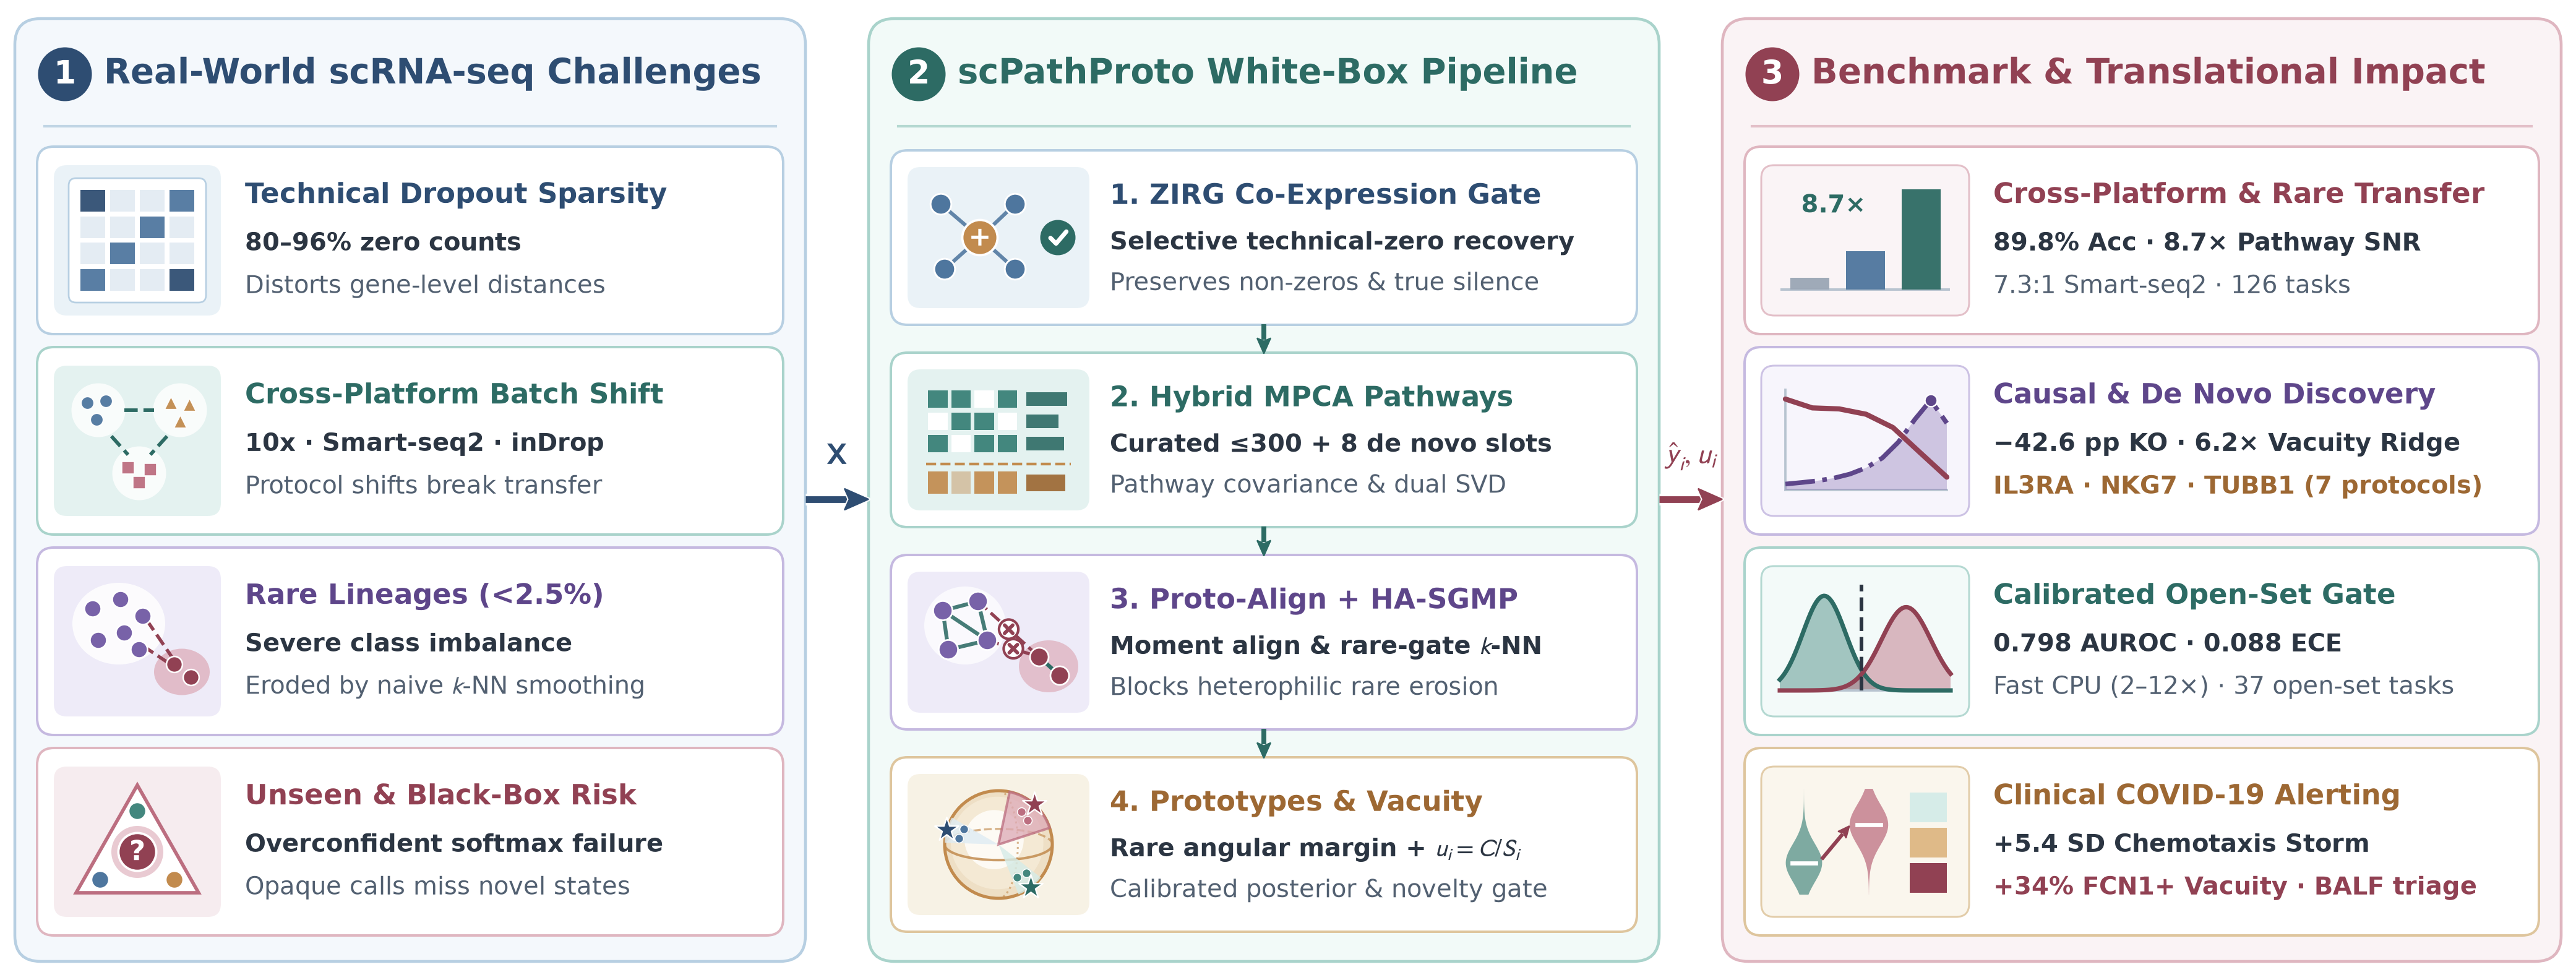 1 Real-World scRNA-seq Challenges
Technical Dropout Sparsity
80–96% zero counts
Distorts gene-level distances
Cross-Platform Batch Shift
10x · Smart-seq2 · inDrop
Protocol shifts break transfer
Rare Lineages (<2.5%)
Severe class imbalance
Eroded by naive k-NN smoothing
?
Unseen & Black-Box Risk
Overconfident softmax failure
Opaque calls miss novel states
X
2 scPathProto White-Box Pipeline
+
1. ZIRG Co-Expression Gate
Selective technical-zero recovery
Preserves non-zeros & true silence
2. Hybrid MPCA Pathways
Curated ≤300 + 8 de novo slots
Pathway covariance & dual SVD
3. Proto-Align + HA-SGMP
Moment align & rare-gate k-NN
Blocks heterophilic rare erosion
4. Prototypes & Vacuity
Rare angular margin + uᵢ = C/Sᵢ
Calibrated posterior & novelty gate
ŷᵢ, uᵢ
3 Benchmark & Translational Impact
8.7×
Cross-Platform & Rare Transfer
89.8% Acc · 8.7× Pathway SNR
7.3:1 Smart-seq2 · 126 tasks
Causal & De Novo Discovery
−42.6 pp KO · 6.2× Vacuity Ridge
IL3RA · NKG7 · TUBB1 (7 protocols)
Calibrated Open-Set Gate
0.798 AUROC · 0.088 ECE
Fast CPU (2–12×) · 37 open-set tasks
Clinical COVID-19 Alerting
+5.4 SD Chemotaxis Storm
+34% FCN1+ Vacuity · BALF triage